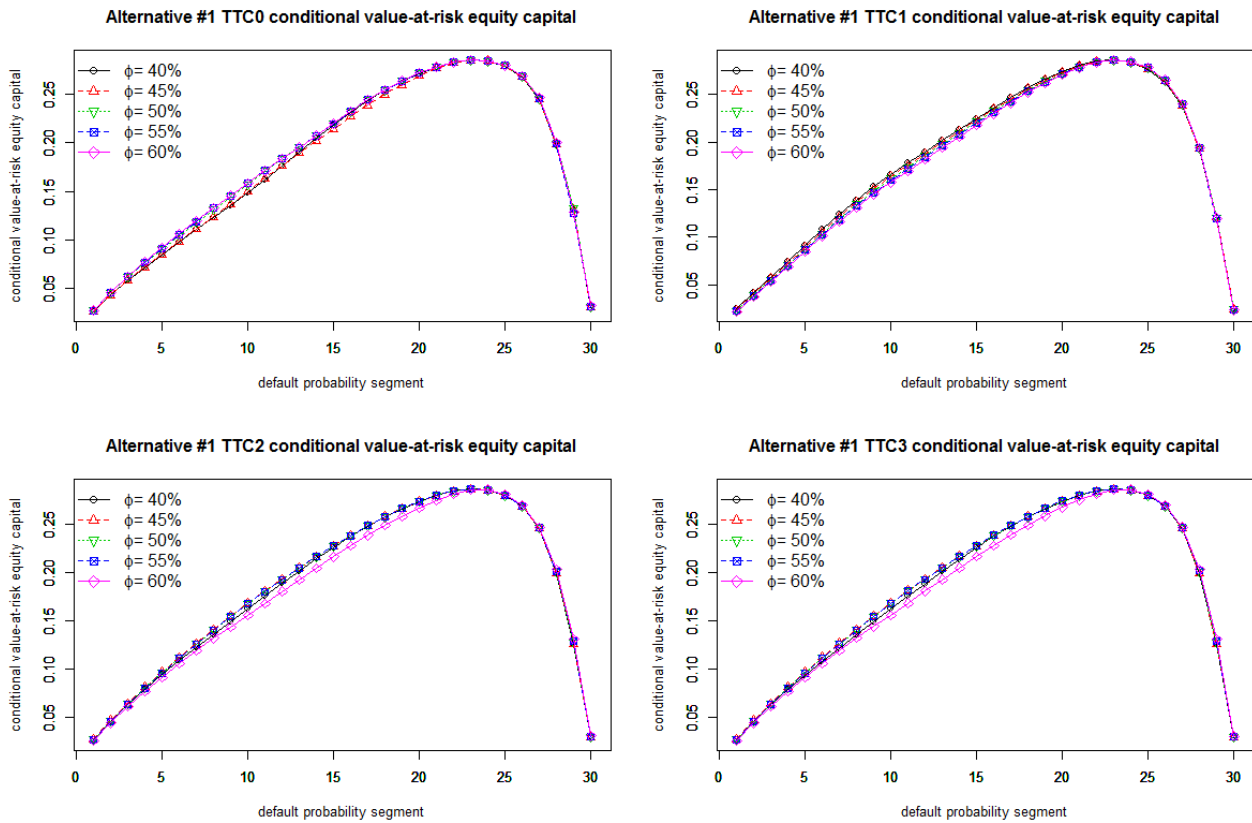 Alternative #1 TTC0 conditional value-at-risk equity capital
conditional value-at-risk equity capital
0.05 0.10 0.15 0.20 0.25
ϕ= 40%
ϕ= 45%
ϕ= 50%
ϕ= 55%
ϕ= 60%
0 5 10 15 20 25 30
default probability segment
Alternative #1 TTC1 conditional value-at-risk equity capital
conditional value-at-risk equity capital
0.05 0.10 0.15 0.20 0.25
ϕ= 40%
ϕ= 45%
ϕ= 50%
ϕ= 55%
ϕ= 60%
0 5 10 15 20 25 30
default probability segment
Alternative #1 TTC2 conditional value-at-risk equity capital
conditional value-at-risk equity capital
0.05 0.10 0.15 0.20 0.25
ϕ= 40%
ϕ= 45%
ϕ= 50%
ϕ= 55%
ϕ= 60%
0 5 10 15 20 25 30
default probability segment
Alternative #1 TTC3 conditional value-at-risk equity capital
conditional value-at-risk equity capital
0.05 0.10 0.15 0.20 0.25
ϕ= 40%
ϕ= 45%
ϕ= 50%
ϕ= 55%
ϕ= 60%
0 5 10 15 20 25 30
default probability segment